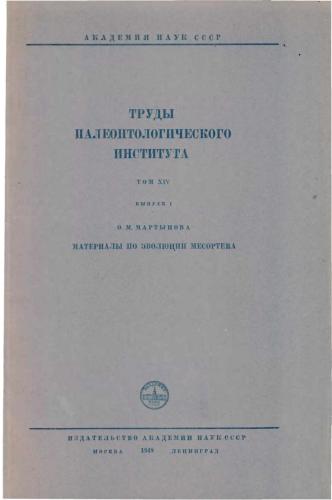 АКАДЕМИЯ НАУК СССР
ТРУДЫ
ПАЛЕОНТОЛОГИЧЕСКОГО
ИНСТИТУТА
ТОМ XIV
ВЫПУСК 1
О. М. МАРТЫНОВА
МАТЕРИАЛЫ ПО ЭВОЛЮЦИИ MECOPTERA
ИЗДАТЕЛЬСТВО АКАДЕМИИ НАУК СССР
МОСКВА 1948 ЛЕНИНГРАД